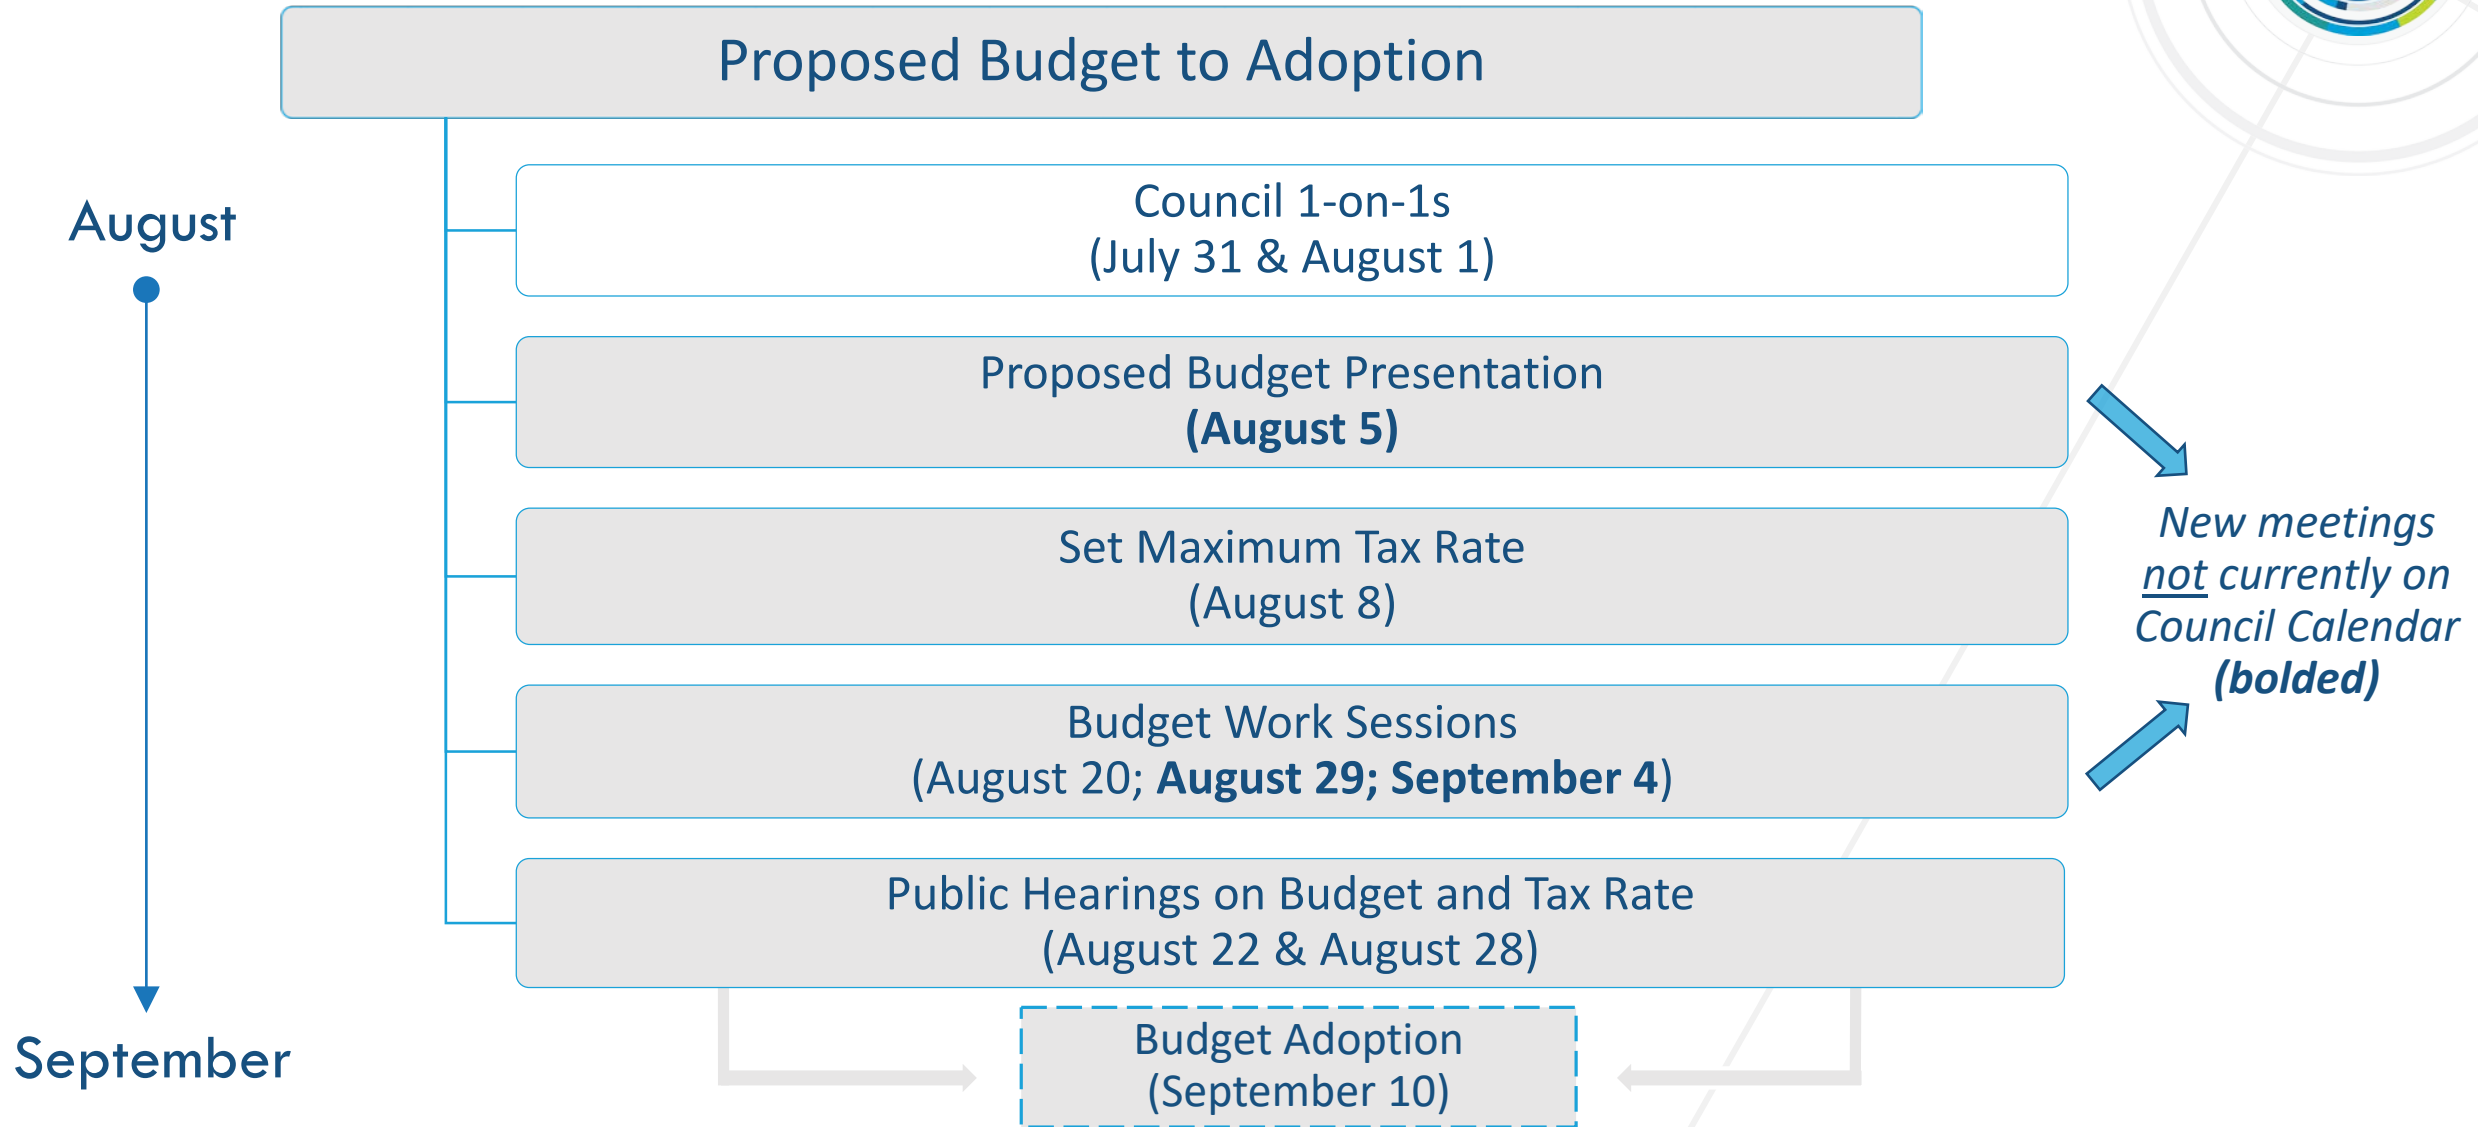 Proposed Budget to Adoption
August
Council 1-on-1s
(July 31 & August 1)
Proposed Budget Presentation
(August 5)
Set Maximum Tax Rate
(August 8)
New meetings
not currently on
Council Calendar
(bolded)
Budget Work Sessions
(August 20; August 29; September 4)
Public Hearings on Budget and Tax Rate
(August 22 & August 28)
September
Budget Adoption
(September 10)